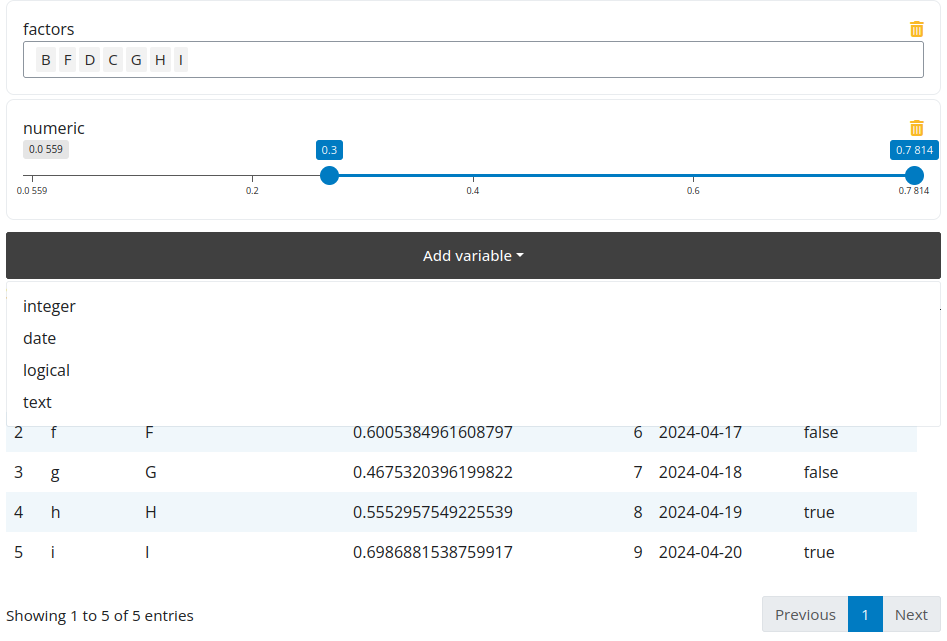 factors
B F D C G H I
numeric
0.0 559 0.3 0.7 814
0.0 559 0.2 0.4 0.6 0.7 814
Add variable
integer
date
logical
text
2 f F 0.6005384961608797 6 2024-04-17 false
3 g G 0.4675320396199822 7 2024-04-18 false
4 h H 0.5552957549225539 8 2024-04-19 true
5 i I 0.6986881538759917 9 2024-04-20 true
Showing 1 to 5 of 5 entries Previous 1 Next